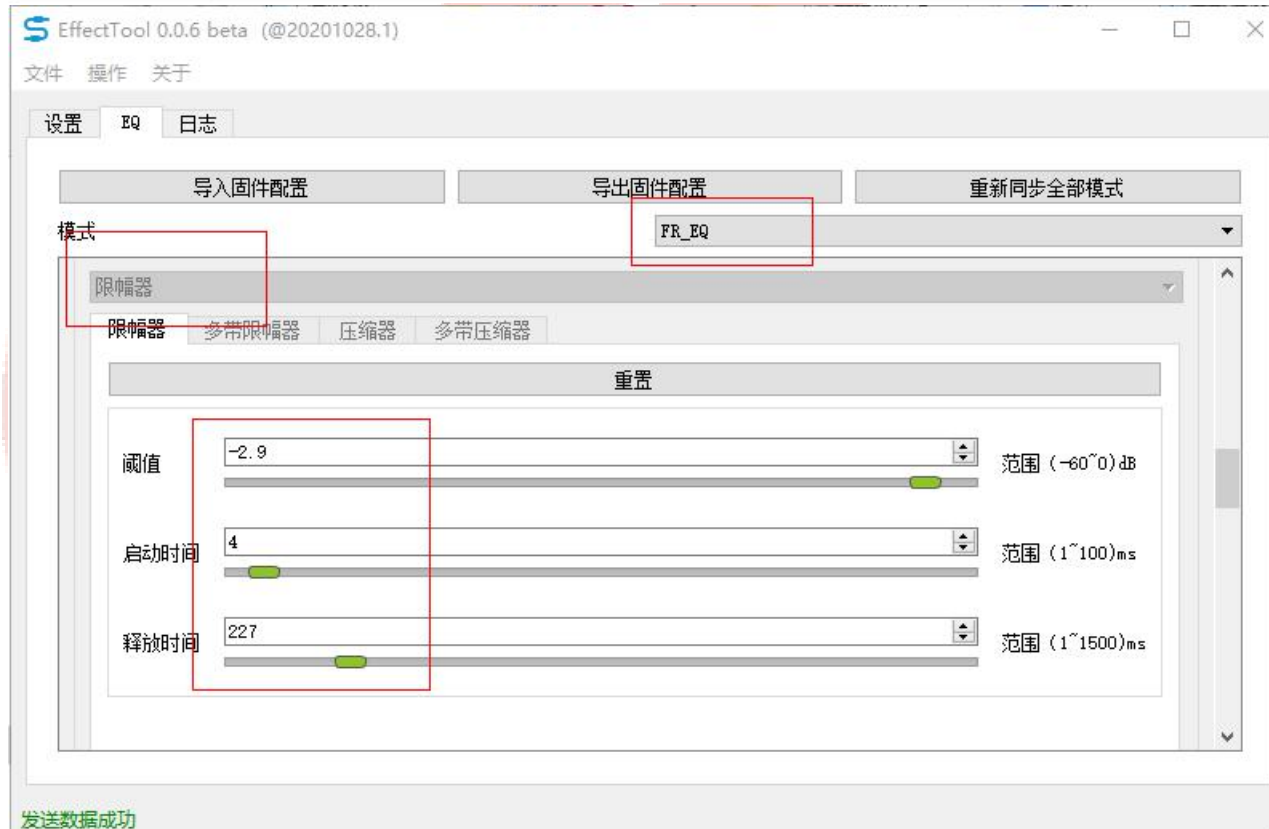 EffectTool 0.0.6 beta (@20201028.1)
文件 操作 关于
设置 EQ 日志
导入固件配置 导出固件配置 重新同步全部模式
模式 FR_EQ
限幅器
限幅器 多带限幅器 压缩器 多带压缩器
重置
阈值 -2.9 范围 (-60~0)dB
启动时间 4 范围 (1~100)ms
释放时间 227 范围 (1~1500)ms
发送数据成功